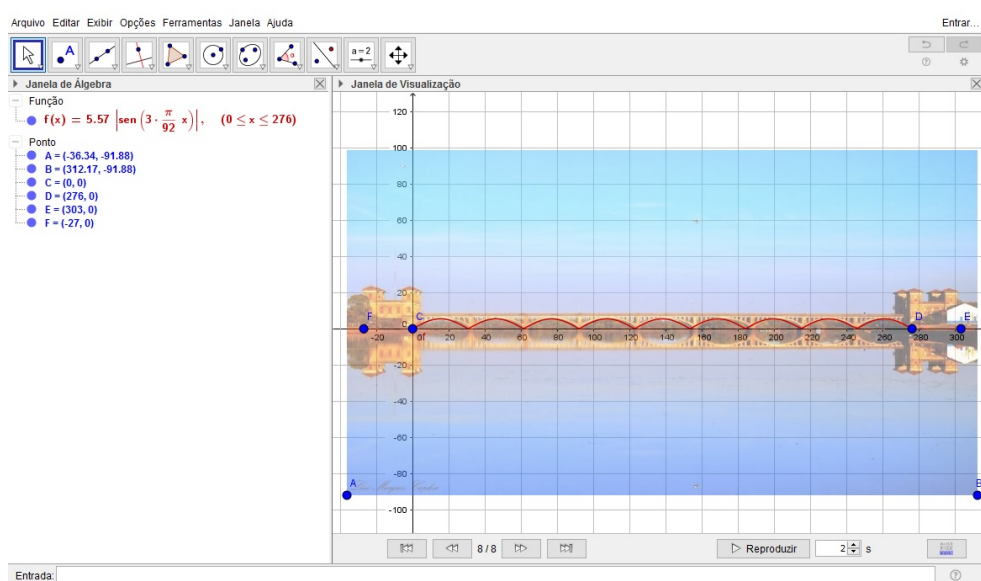 Arquivo Editar Exibir Opções Ferramentas Janela Ajuda
Entrar...
A
a = 2
Janela de Álgebra
Função
f(x) = 5.57 |sen (3 · π/92 x)|, (0 ≤ x ≤ 276)
Ponto
A = (-36.34, -91.88)
B = (312.17, -91.88)
C = (0, 0)
D = (276, 0)
E = (303, 0)
F = (-27, 0)
Janela de Visualização
120
100
80
60
40
20
0
-20
-40
-60
-80
-100
-20 0 20 40 60 80 100 120 140 160 180 200 220 240 260 280 300
F C D E
f
A B
8 / 8
Reproduzir
2 s
Entrada: